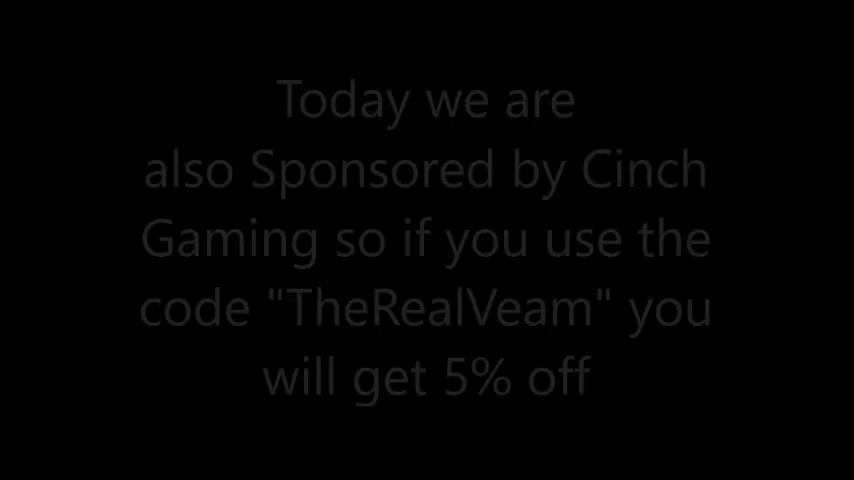 Today we are
also Sponsored by Cinch
Gaming so if you use the
code "TheRealVeam" you
will get 5% off